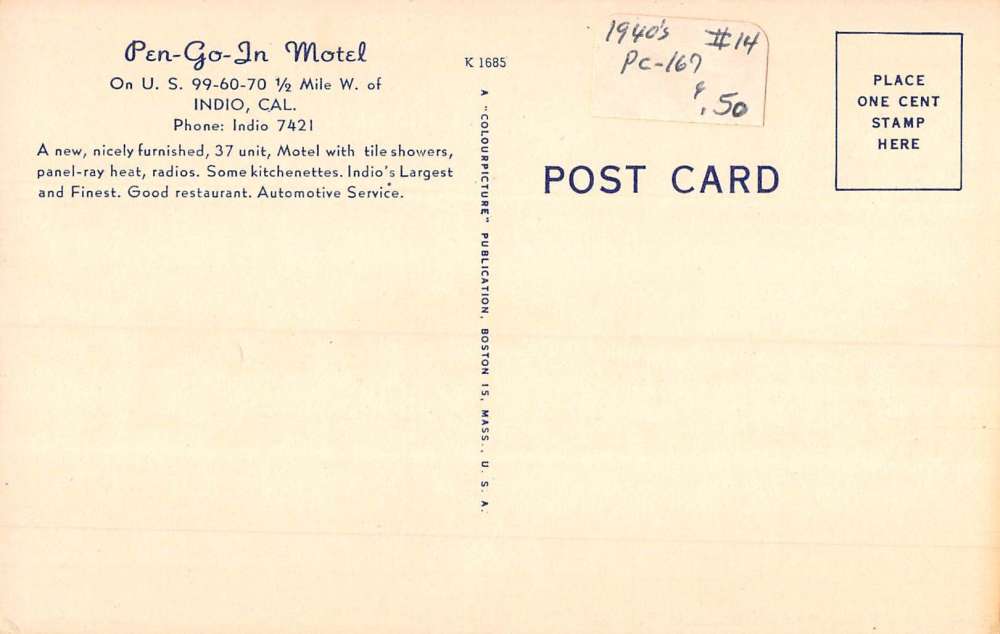 Pen-Go-In Motel
On U. S. 99-60-70 ½ Mile W. of
INDIO, CAL.
Phone: Indio 7421
A new, nicely furnished, 37 unit, Motel with tile showers,
panel-ray heat, radios. Some kitchenettes. Indio's Largest
and Finest. Good restaurant. Automotive Service.
K 1685
A "COLOURPICTURE" PUBLICATION, BOSTON 15, MASS., U. S. A.
1940's #14
PC-167
.50
POST CARD
PLACE
ONE CENT
STAMP
HERE